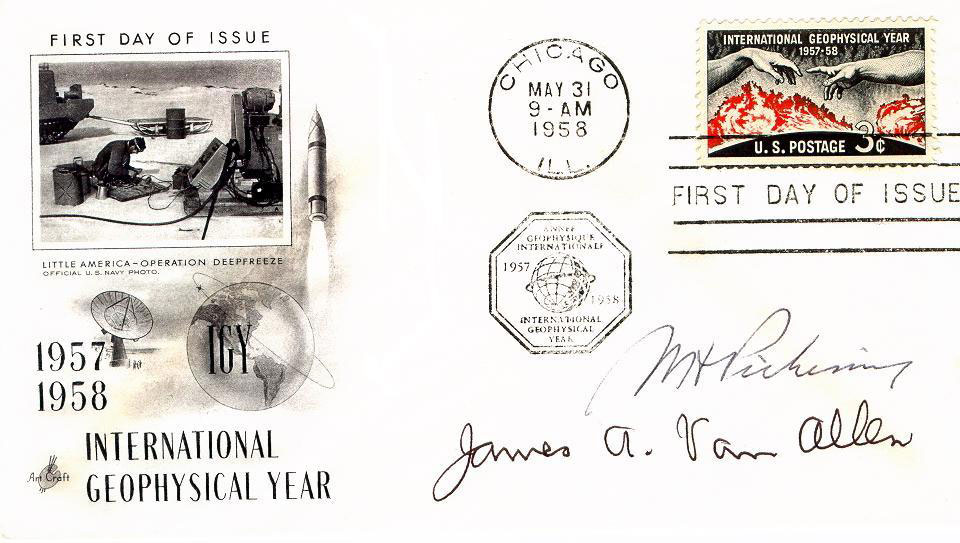 FIRST DAY OF ISSUE
LITTLE AMERICA-OPERATION DEEPFREEZE
OFFICIAL U.S. NAVY PHOTO.
1957
1958
IGY
INTERNATIONAL
GEOPHYSICAL YEAR
Art Craft
CHICAGO
MAY 31
9-AM
1958
ILL.
ANNÉE
GEOPHYSIQUE
INTERNATIONALE
1957
1958
INTERNATIONAL
GEOPHYSICAL
YEAR
INTERNATIONAL GEOPHYSICAL YEAR
1957-58
U.S. POSTAGE 3¢
FIRST DAY OF ISSUE
WH Pickering
James A. Van Allen